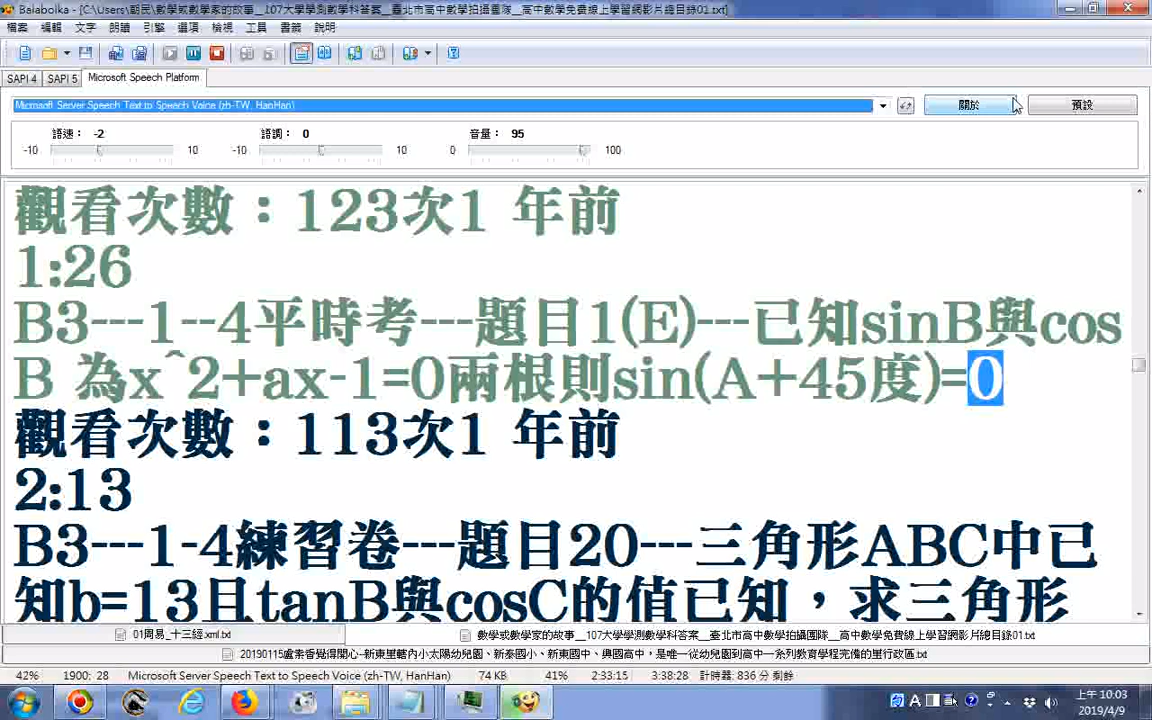 Balabolka - [C:\Users\朝民\數學或數學家的故事__107大學學測數學科答案__臺北市高中數學拍攝團隊__高中數學免費線上學習網影片總目錄01.txt]
檔案 編輯 文字 朗讀 引擎 選項 檢視 工具 書籤 說明
SAPI 4 SAPI 5 Microsoft Speech Platform
Microsoft Server Speech Text to Speech Voice (zh-TW, HanHan)
關於 預設
語速： -2 語調： 0 音量： 95
-10 10 -10 10 0 100
觀看次數：123次1 年前
1:26
B3---1--4平時考---題目1(E)---已知sinB與cos
B 為x^2+ax-1=0兩根則sin(A+45度)=0
觀看次數：113次1 年前
2:13
B3---1-4練習卷---題目20---三角形ABC中已
知b=13且tanB與cosC的值已知，求三角形
01周易_十三經.xml.txt 數學或數學家的故事__107大學學測數學科答案__臺北市高中數學拍攝團隊__高中數學免費線上學習網影片總目錄01.txt
20190115盧素香覺得開心-新東里轄內小太陽幼兒園、新泰國小、新東國中、興國高中，是唯一從幼兒園到高中一系列教育學程完備的里行政區.txt
42% 1900; 28 Microsoft Server Speech Text to Speech Voice (zh-TW, HanHan) 74 KB 41% 2:33:15 3:38:28 計時器： 836 分 剩餘
上午 10:03
2019/4/9